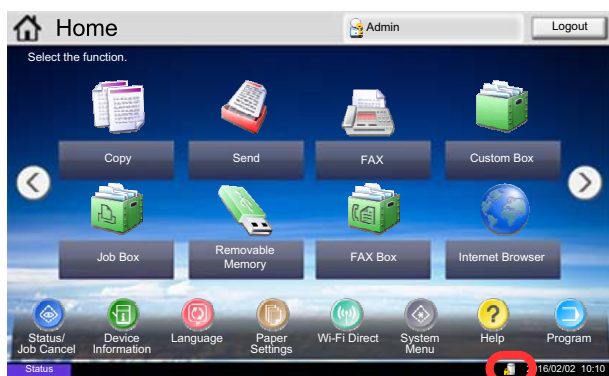 Home
Admin
Logout
Select the function.
Copy
Send
FAX
Custom Box
Job Box
Removable
Memory
FAX Box
Internet Browser
Status/
Job Cancel
Device
Information
Language
Paper
Settings
Wi-Fi Direct
System
Menu
Help
Program
Status
16/02/02 10:10